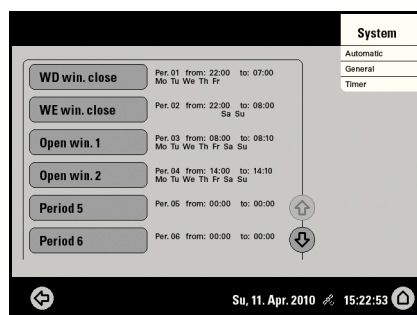 System
Automatic
General
Timer
WD win. close
Per. 01 from: 22:00 to: 07:00
Mo Tu We Th Fr
WE win. close
Per. 02 from: 22:00 to: 08:00
Sa Su
Open win. 1
Per. 03 from: 08:00 to: 08:10
Mo Tu We Th Fr Sa Su
Open win. 2
Per. 04 from: 14:00 to: 14:10
Mo Tu We Th Fr Sa Su
Period 5
Per. 05 from: 00:00 to: 00:00
Period 6
Per. 06 from: 00:00 to: 00:00
Su, 11. Apr. 2010 15:22:53